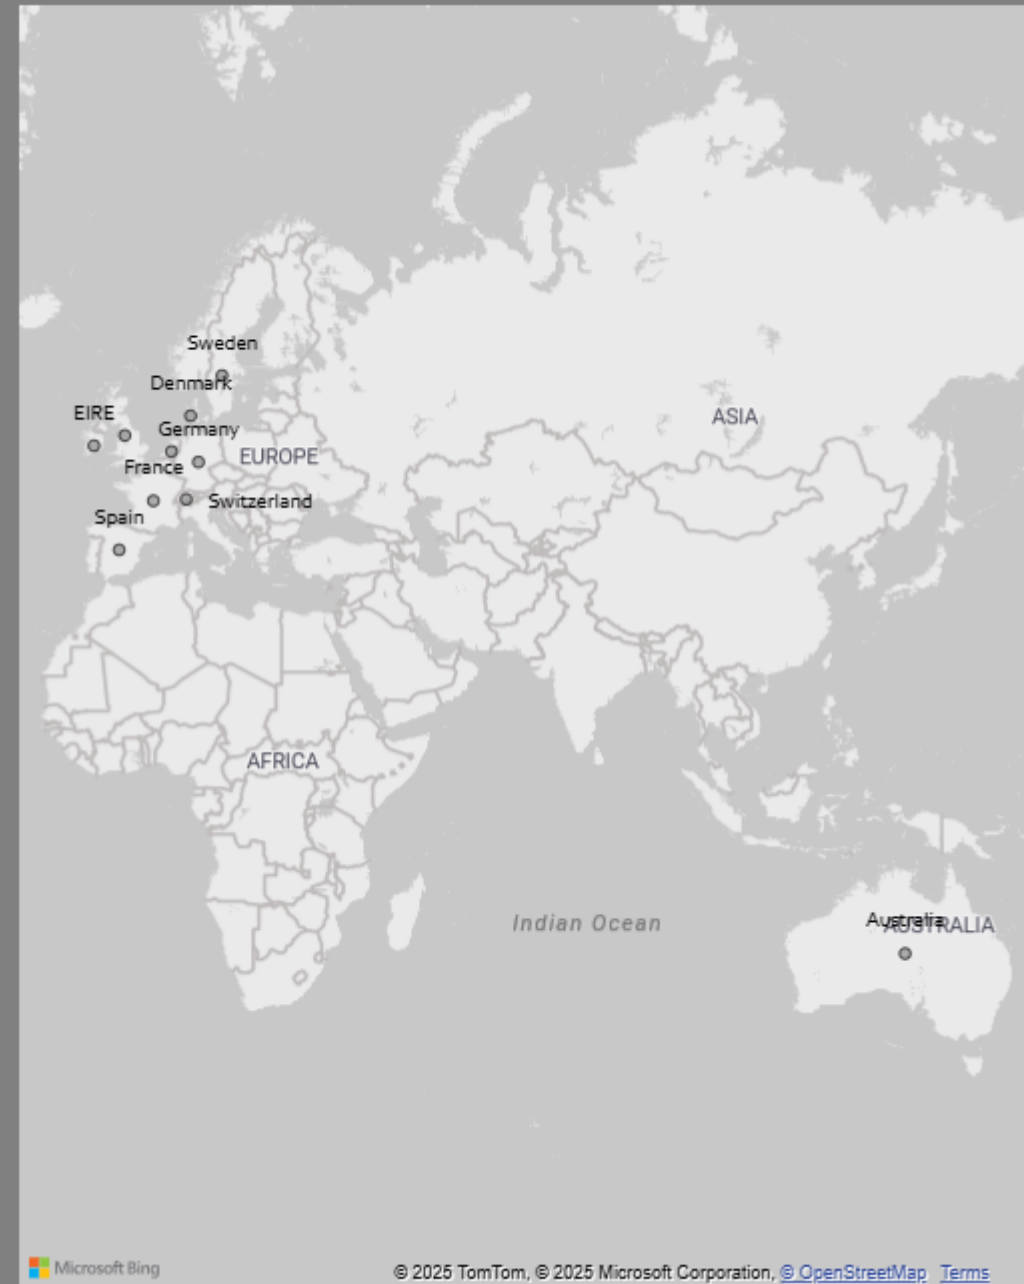 Sweden
Denmark
EIRE
ASIA
Germany
EUROPE
France
Switzerland
Spain
AFRICA
Indian Ocean
Australia
AUSTRALIA
Microsoft Bing
© 2025 TomTom, © 2025 Microsoft Corporation, © OpenStreetMap Terms